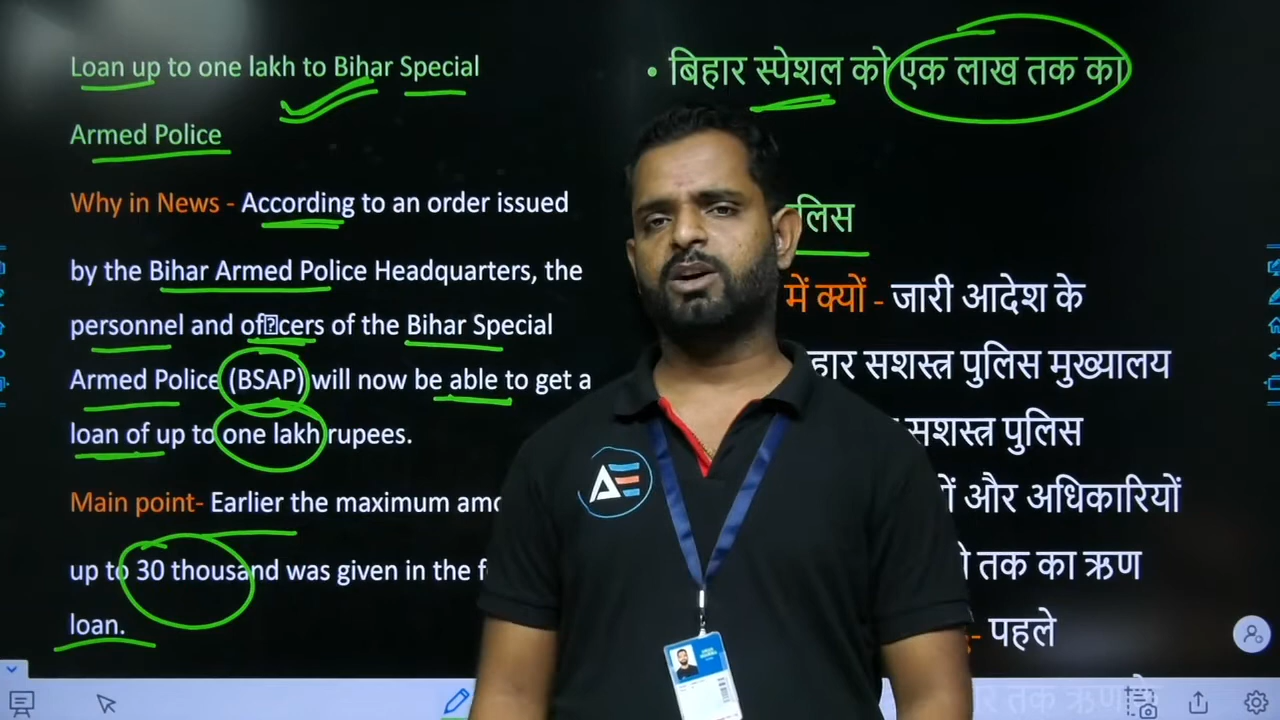 Loan up to one lakh to Bihar Special
Armed Police
Why in News - According to an order issued
by the Bihar Armed Police Headquarters, the
personnel and of cers of the Bihar Special
Armed Police (BSAP) will now be able to get a
loan of up to one lakh rupees.
Main point- Earlier the maximum
up to 30 thousand was given in the
loan.
• बिहार स्पेशल को एक लाख तक का
में क्यों - जारी आदेश के
सशस्त्र पुलिस मुख्यालय
सशस्त्र पुलिस
और अधिकारियों
तक का ऋण
पहले
AE